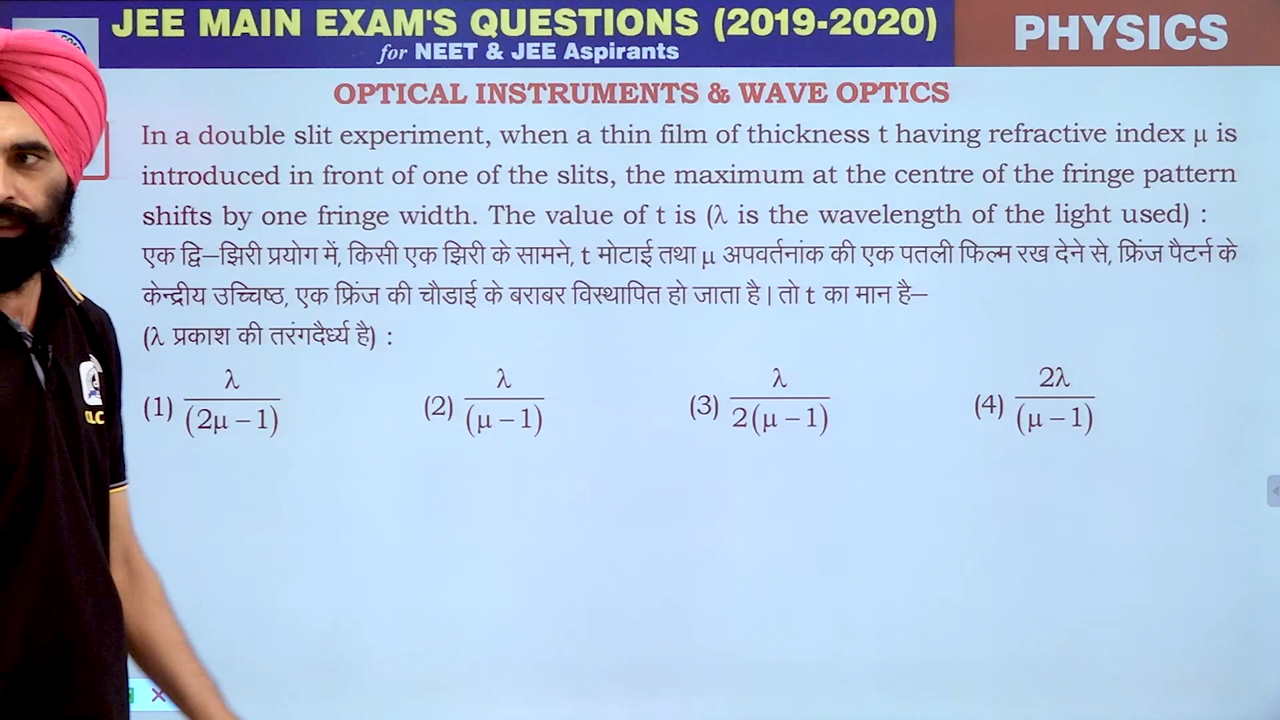 JEE MAIN EXAM'S QUESTIONS (2019-2020)
for NEET & JEE Aspirants
PHYSICS
OPTICAL INSTRUMENTS & WAVE OPTICS
In a double slit experiment, when a thin film of thickness t having refractive index μ is
introduced in front of one of the slits, the maximum at the centre of the fringe pattern
shifts by one fringe width. The value of t is (λ is the wavelength of the light used) :
एक द्वि–झिरी प्रयोग में, किसी एक झिरी के सामने, t मोटाई तथा μ अपवर्तनांक की एक पतली फिल्म रख देने से, फ्रिंज पैटर्न के
केन्द्रीय उच्चिष्ठ, एक फ्रिंज की चौडाई के बराबर विस्थापित हो जाता है। तो t का मान है–
(λ प्रकाश की तरंगदैर्ध्य है) :
(1) λ/(2μ – 1) (2) λ/(μ – 1) (3) λ/2(μ – 1) (4) 2λ/(μ – 1)
LC